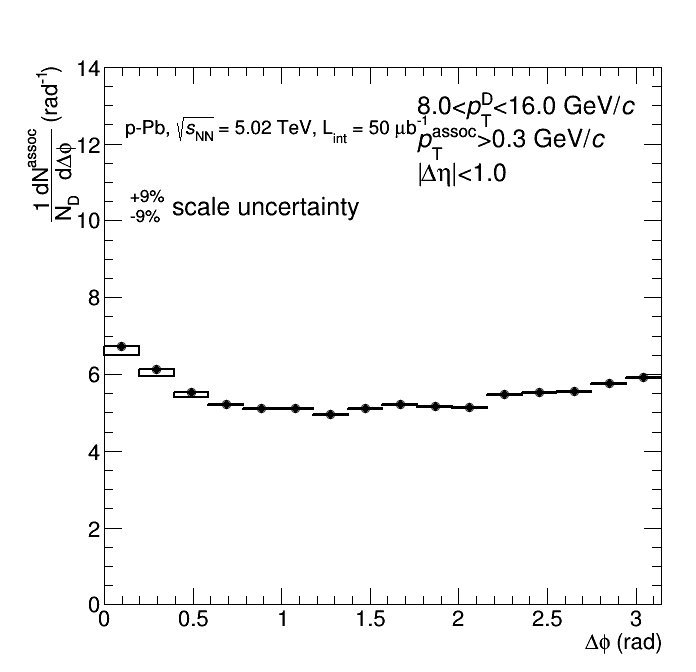 1 dN^assoc / N_D dΔφ (rad⁻¹)
14
12
10
8
6
4
2
0
p-Pb, √s_NN = 5.02 TeV, L_int = 50 μb⁻¹
8.0<p_T^D<16.0 GeV/c
p_T^assoc>0.3 GeV/c
|Δη|<1.0
+9%
-9% scale uncertainty
0 0.5 1 1.5 2 2.5 3
Δφ (rad)